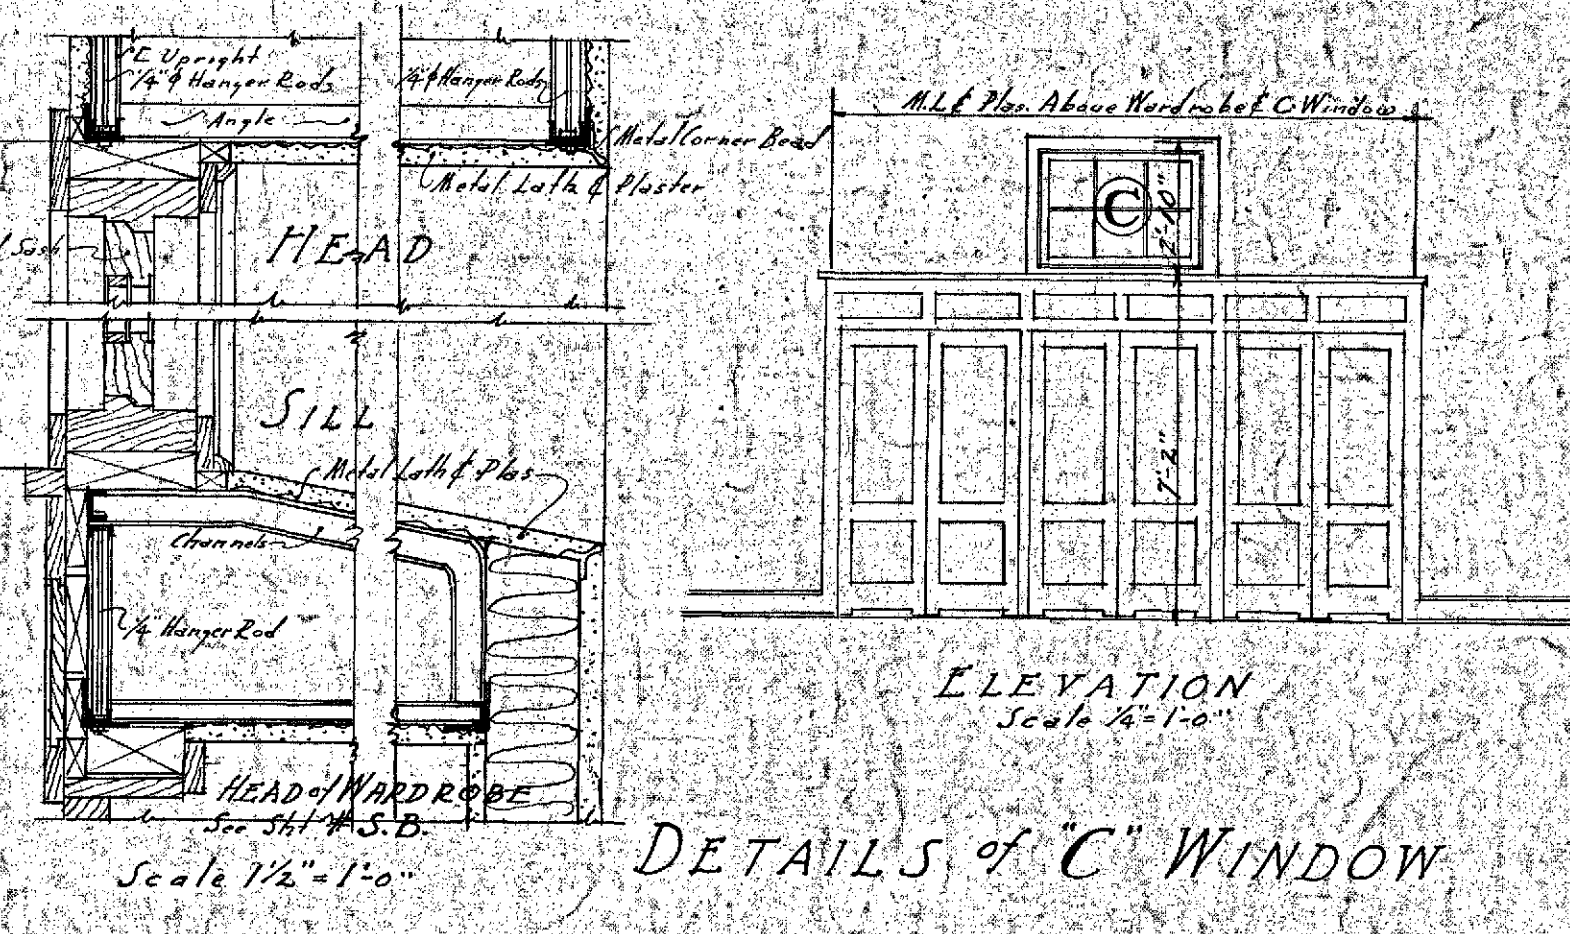 E Upright
1/4" ϕ Hanger Rods
1/4" ϕ Hanger Rods
Angle
Metal Corner Bead
Metal Lath & Plaster
Sash
HEAD
SILL
Metal Lath & Plas
Channels
1/4" Hanger Rod
HEAD of WARDROBE
See Sht # S.B.
Scale 1 1/2" = 1'-0"
M.L & Plas. Above Wardrobe & C Window
C
2'-10"
7'-2"
ELEVATION
Scale 1/4" = 1'-0"
DETAILS of "C" WINDOW